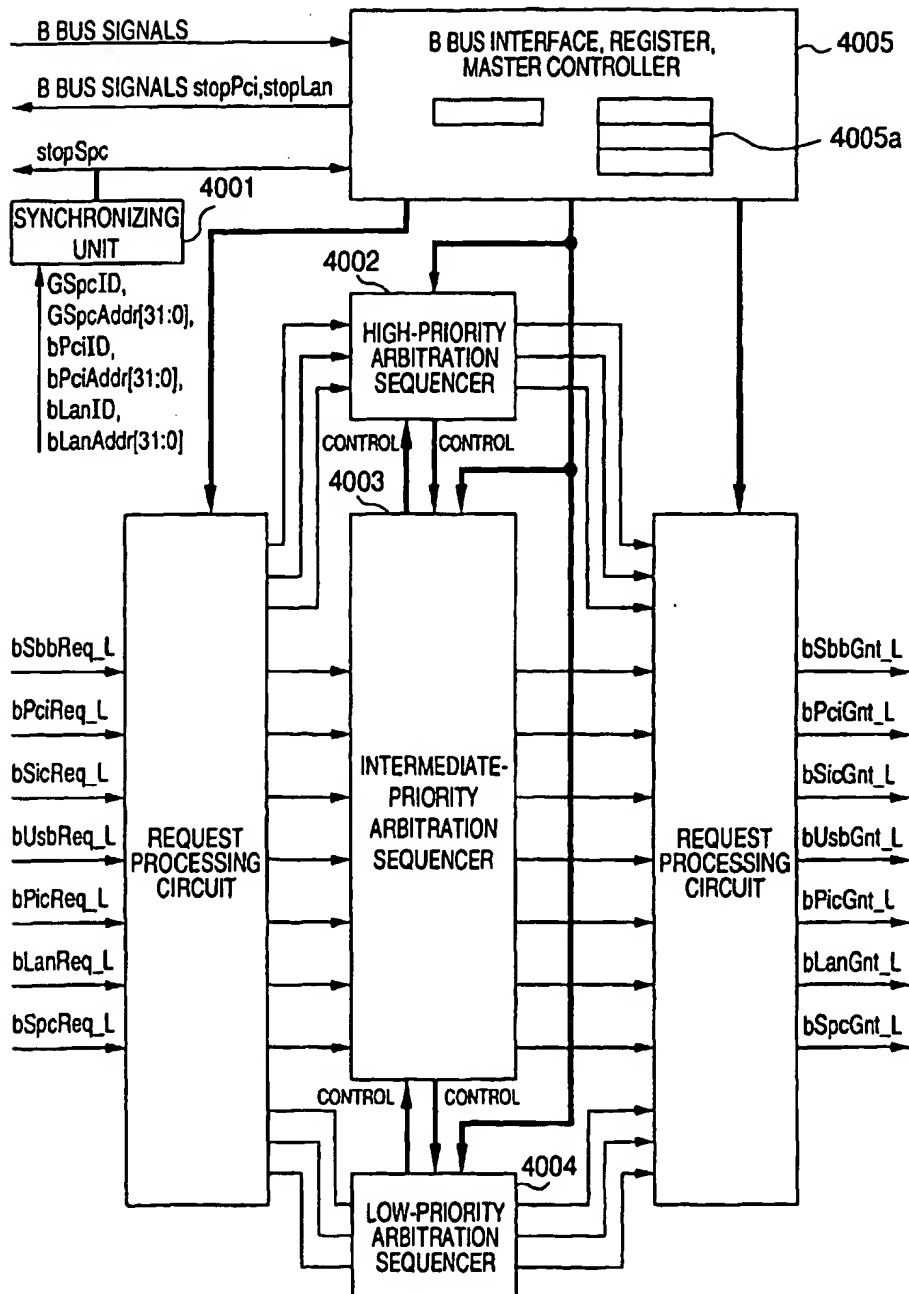 B BUS SIGNALS
B BUS INTERFACE, REGISTER,
MASTER CONTROLLER
4005
B BUS SIGNALS stopPci,stopLan
4005a
stopSpc
4001
SYNCHRONIZING
UNIT
GSpcID,
GSpcAddr[31:0],
bPciID,
bPciAddr[31:0],
bLanID,
bLanAddr[31:0]
4002
HIGH-PRIORITY
ARBITRATION
SEQUENCER
CONTROL
CONTROL
4003
bSbbReq_L
bPciReq_L
bSicReq_L
bUsbReq_L
bPicReq_L
bLanReq_L
bSpcReq_L
REQUEST
PROCESSING
CIRCUIT
INTERMEDIATE-
PRIORITY
ARBITRATION
SEQUENCER
REQUEST
PROCESSING
CIRCUIT
bSbbGnt_L
bPciGnt_L
bSicGnt_L
bUsbGnt_L
bPicGnt_L
bLanGnt_L
bSpcGnt_L
CONTROL
CONTROL
4004
LOW-PRIORITY
ARBITRATION
SEQUENCER